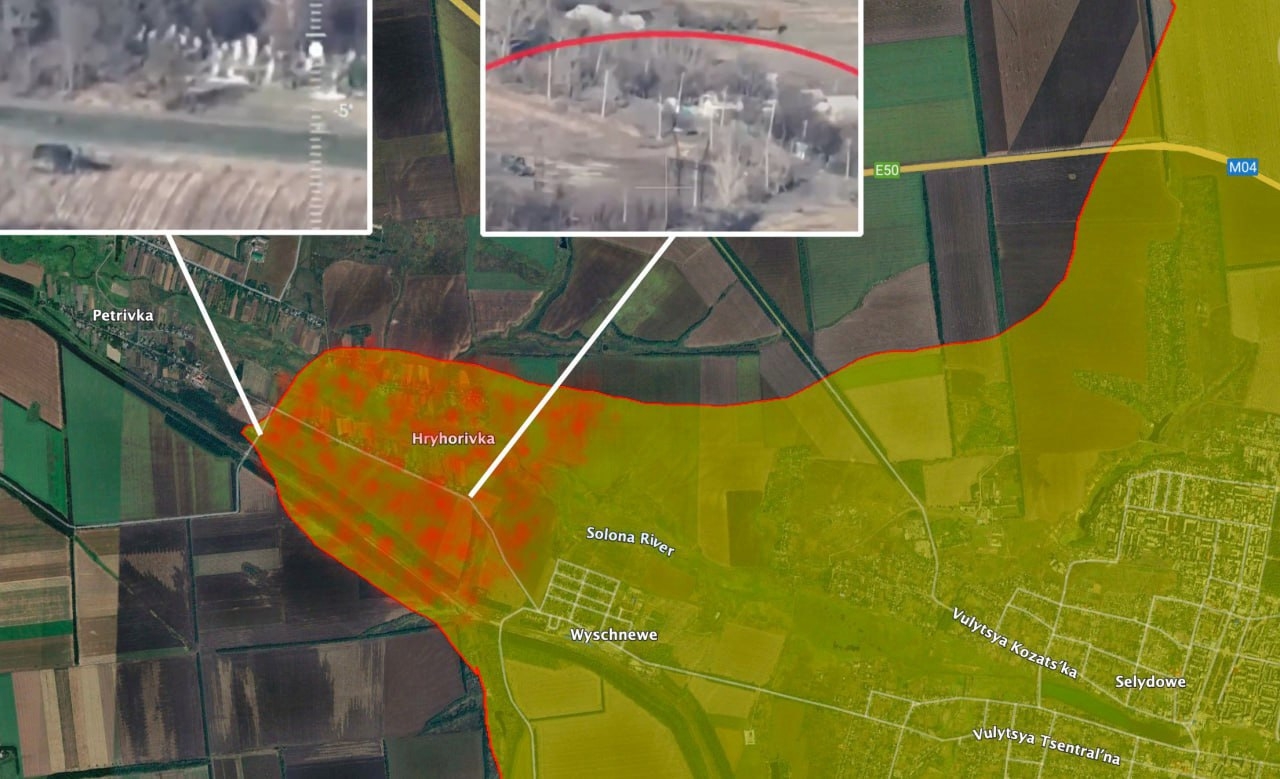 -5°
E50
M04
Petrivka
Hryhorivka
Solona River
Wyschnewe
Vulytsya Kozats'ka
Selydowe
Vulytsya Tsentral'na